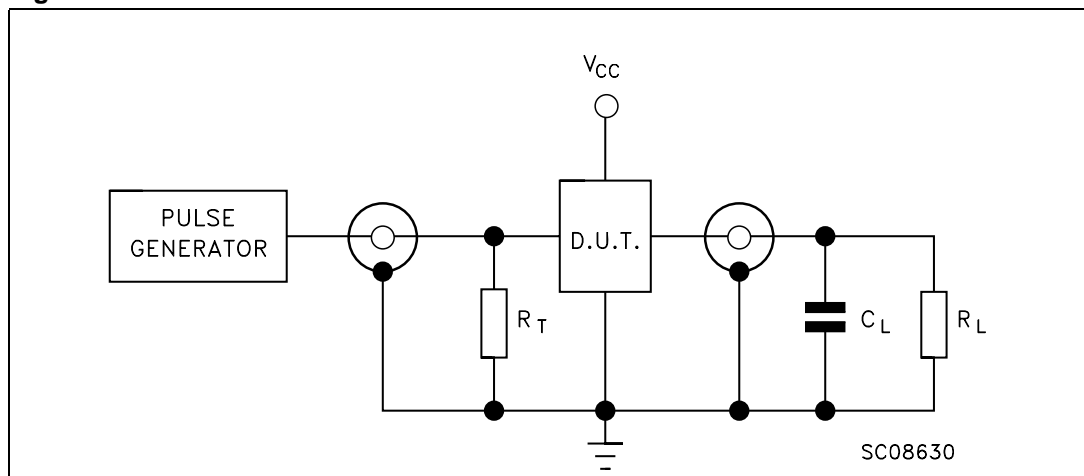 VCC
PULSE
GENERATOR
D.U.T.
RT
CL
RL
SC08630